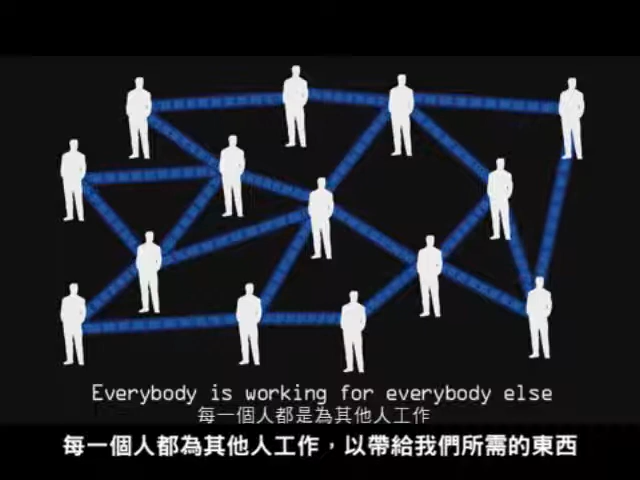 Everybody is working for everybody else
每一個人都是為其他人工作
每一個人都為其他人工作，以帶給我們所需的東西